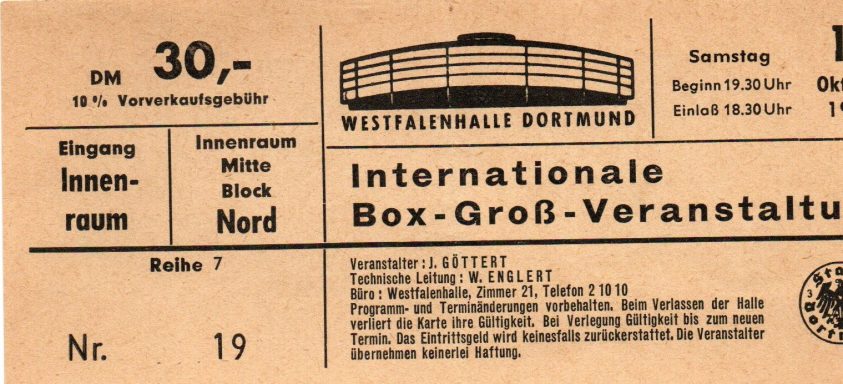 DM 30,-
10 % Vorverkaufsgebühr
WESTFALENHALLE DORTMUND
Samstag
Beginn 19.30 Uhr
Einlaß 18.30 Uhr
Eingang
Innen-
raum
Innenraum
Mitte
Block
Nord
Internationale
Box-Groß-Veranstaltu
Reihe 7
Nr. 19
Veranstalter : J. GÖTTERT
Technische Leitung : W. ENGLERT
Büro : Westfalenhalle, Zimmer 21, Telefon 2 10 10
Programm- und Terminänderungen vorbehalten. Beim Verlassen der Halle
verliert die Karte ihre Gültigkeit. Bei Verlegung Gültigkeit bis zum neuen
Termin. Das Eintrittsgeld wird keinesfalls zurückerstattet. Die Veranstalter
übernehmen keinerlei Haftung.